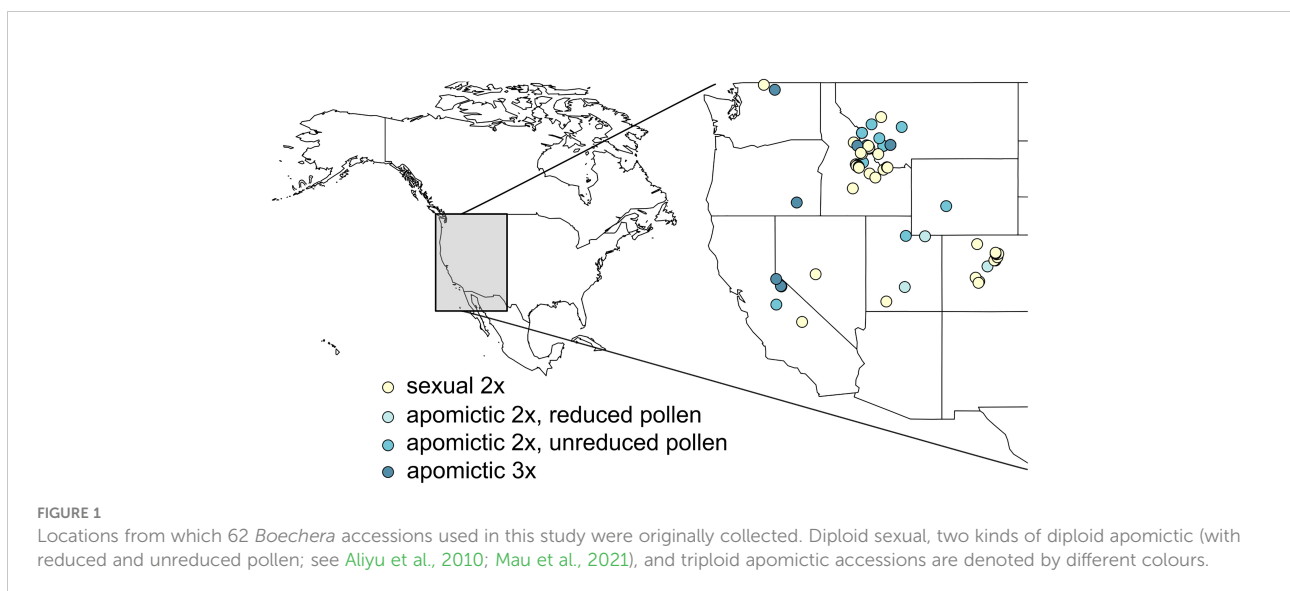 sexual 2x
apomictic 2x, reduced pollen
apomictic 2x, unreduced pollen
apomictic 3x
FIGURE 1
Locations from which 62 Boechera accessions used in this study were originally collected. Diploid sexual, two kinds of diploid apomictic (with
reduced and unreduced pollen; see Aliyu et al., 2010; Mau et al., 2021), and triploid apomictic accessions are denoted by different colours.